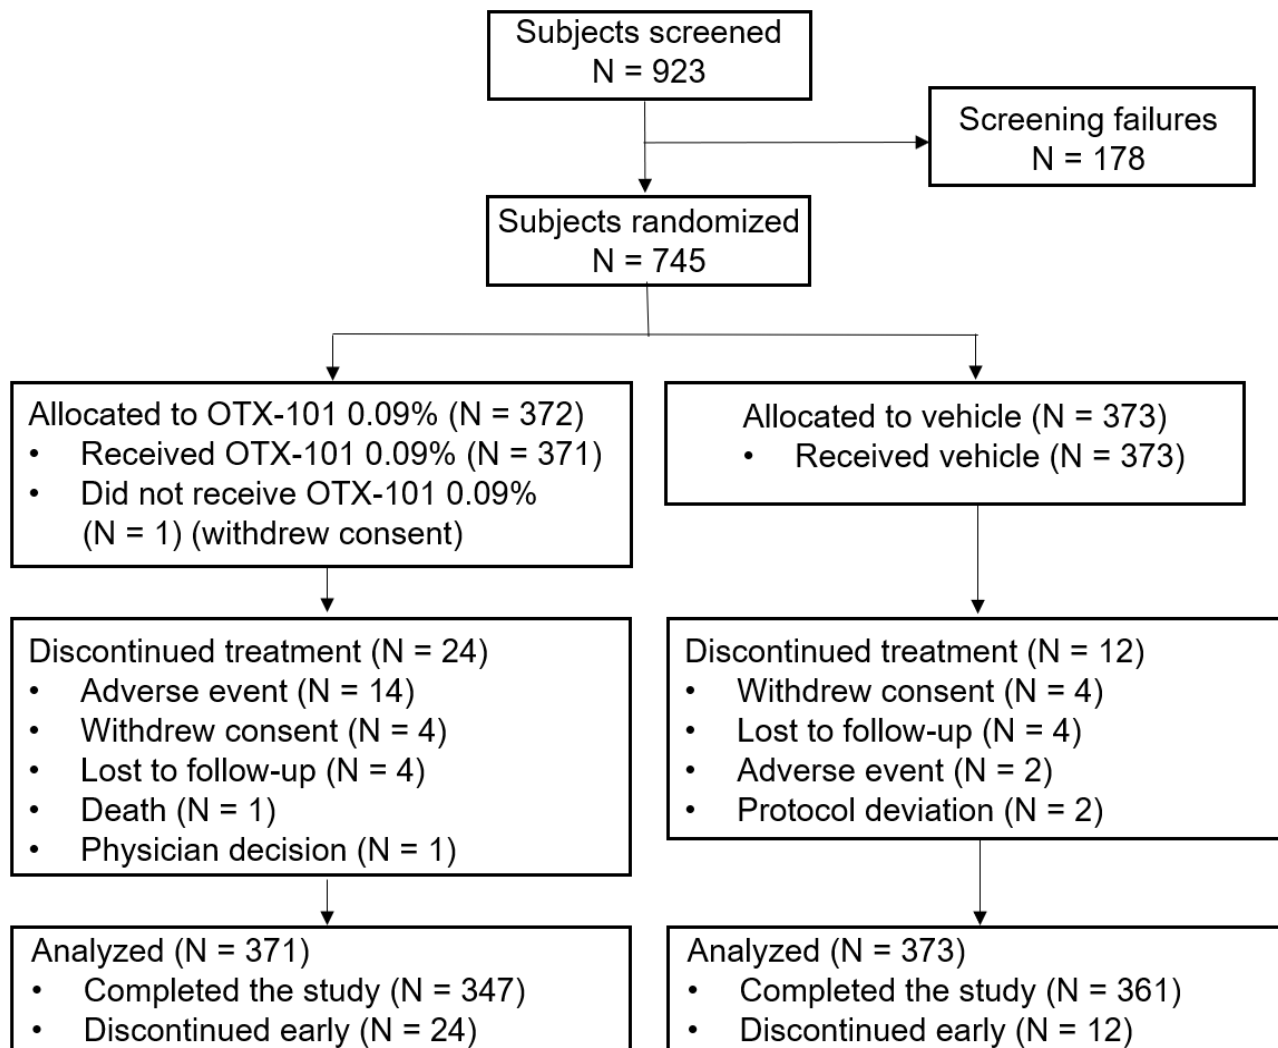 Subjects screened
N = 923
Screening failures
N = 178
Subjects randomized
N = 745
Allocated to OTX-101 0.09% (N = 372)
• Received OTX-101 0.09% (N = 371)
• Did not receive OTX-101 0.09%
(N = 1) (withdrew consent)
Allocated to vehicle (N = 373)
• Received vehicle (N = 373)
Discontinued treatment (N = 24)
• Adverse event (N = 14)
• Withdrew consent (N = 4)
• Lost to follow-up (N = 4)
• Death (N = 1)
• Physician decision (N = 1)
Discontinued treatment (N = 12)
• Withdrew consent (N = 4)
• Lost to follow-up (N = 4)
• Adverse event (N = 2)
• Protocol deviation (N = 2)
Analyzed (N = 371)
• Completed the study (N = 347)
• Discontinued early (N = 24)
Analyzed (N = 373)
• Completed the study (N = 361)
• Discontinued early (N = 12)